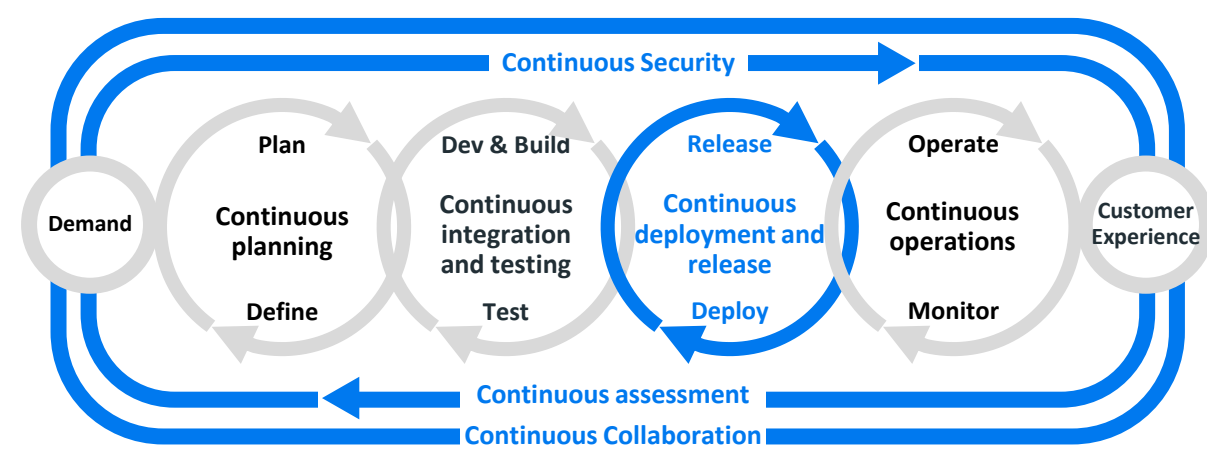 Continuous Security
Demand
Plan
Continuous
planning
Define
Dev & Build
Continuous
integration
and testing
Test
Release
Continuous
deployment and
release
Deploy
Operate
Continuous
operations
Monitor
Customer
Experience
Continuous assessment
Continuous Collaboration